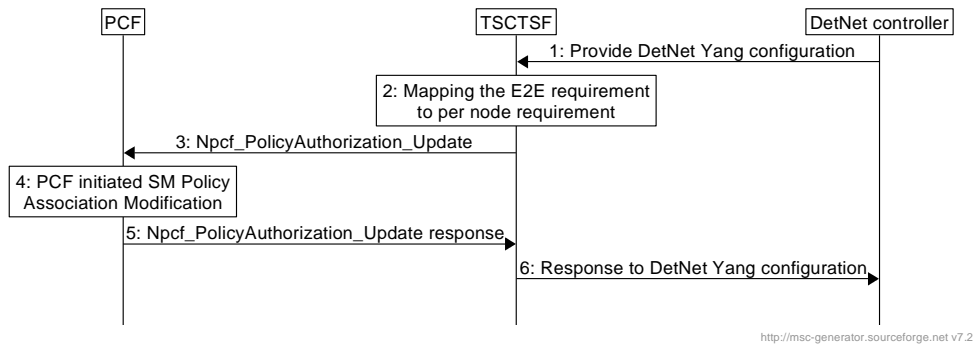 PCF
TSCTSF
DetNet controller
1: Provide DetNet Yang configuration
2: Mapping the E2E requirement
to per node requirement
3: Npcf_PolicyAuthorization_Update
4: PCF initiated SM Policy
Association Modification
5: Npcf_PolicyAuthorization_Update response
6: Response to DetNet Yang configuration
http://msc-generator.sourceforge.net v7.2